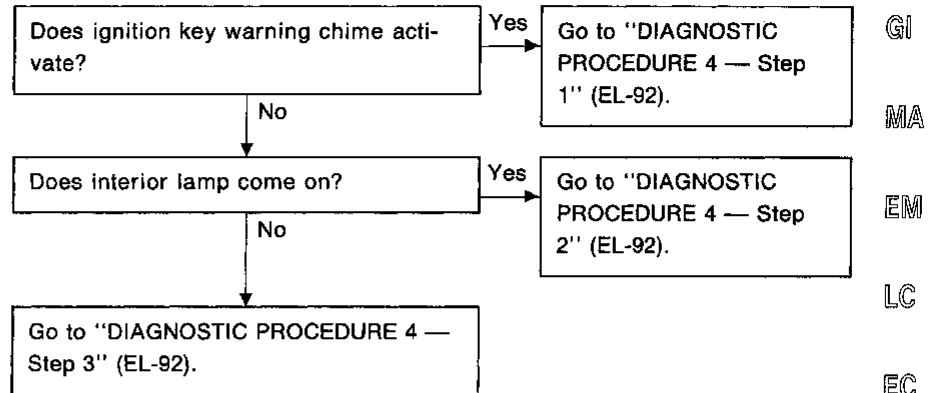 Does ignition key warning chime acti-
vate?
Yes
Go to "DIAGNOSTIC
PROCEDURE 4 — Step
1" (EL-92).
No
Does interior lamp come on?
Yes
Go to "DIAGNOSTIC
PROCEDURE 4 — Step
2" (EL-92).
No
Go to "DIAGNOSTIC PROCEDURE 4 —
Step 3" (EL-92).
GI
MA
EM
LC
EC